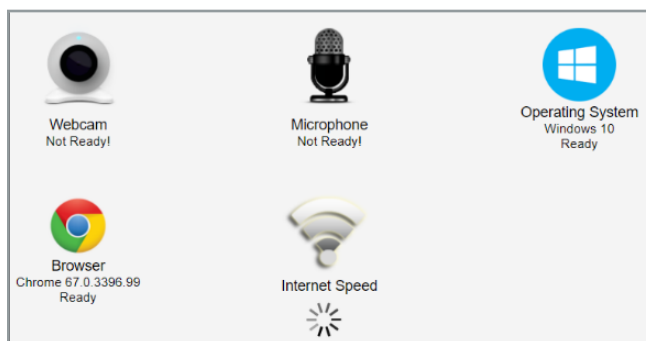 Webcam
Not Ready!
Microphone
Not Ready!
Operating System
Windows 10
Ready
Browser
Chrome 67.0.3396.99
Ready
Internet Speed